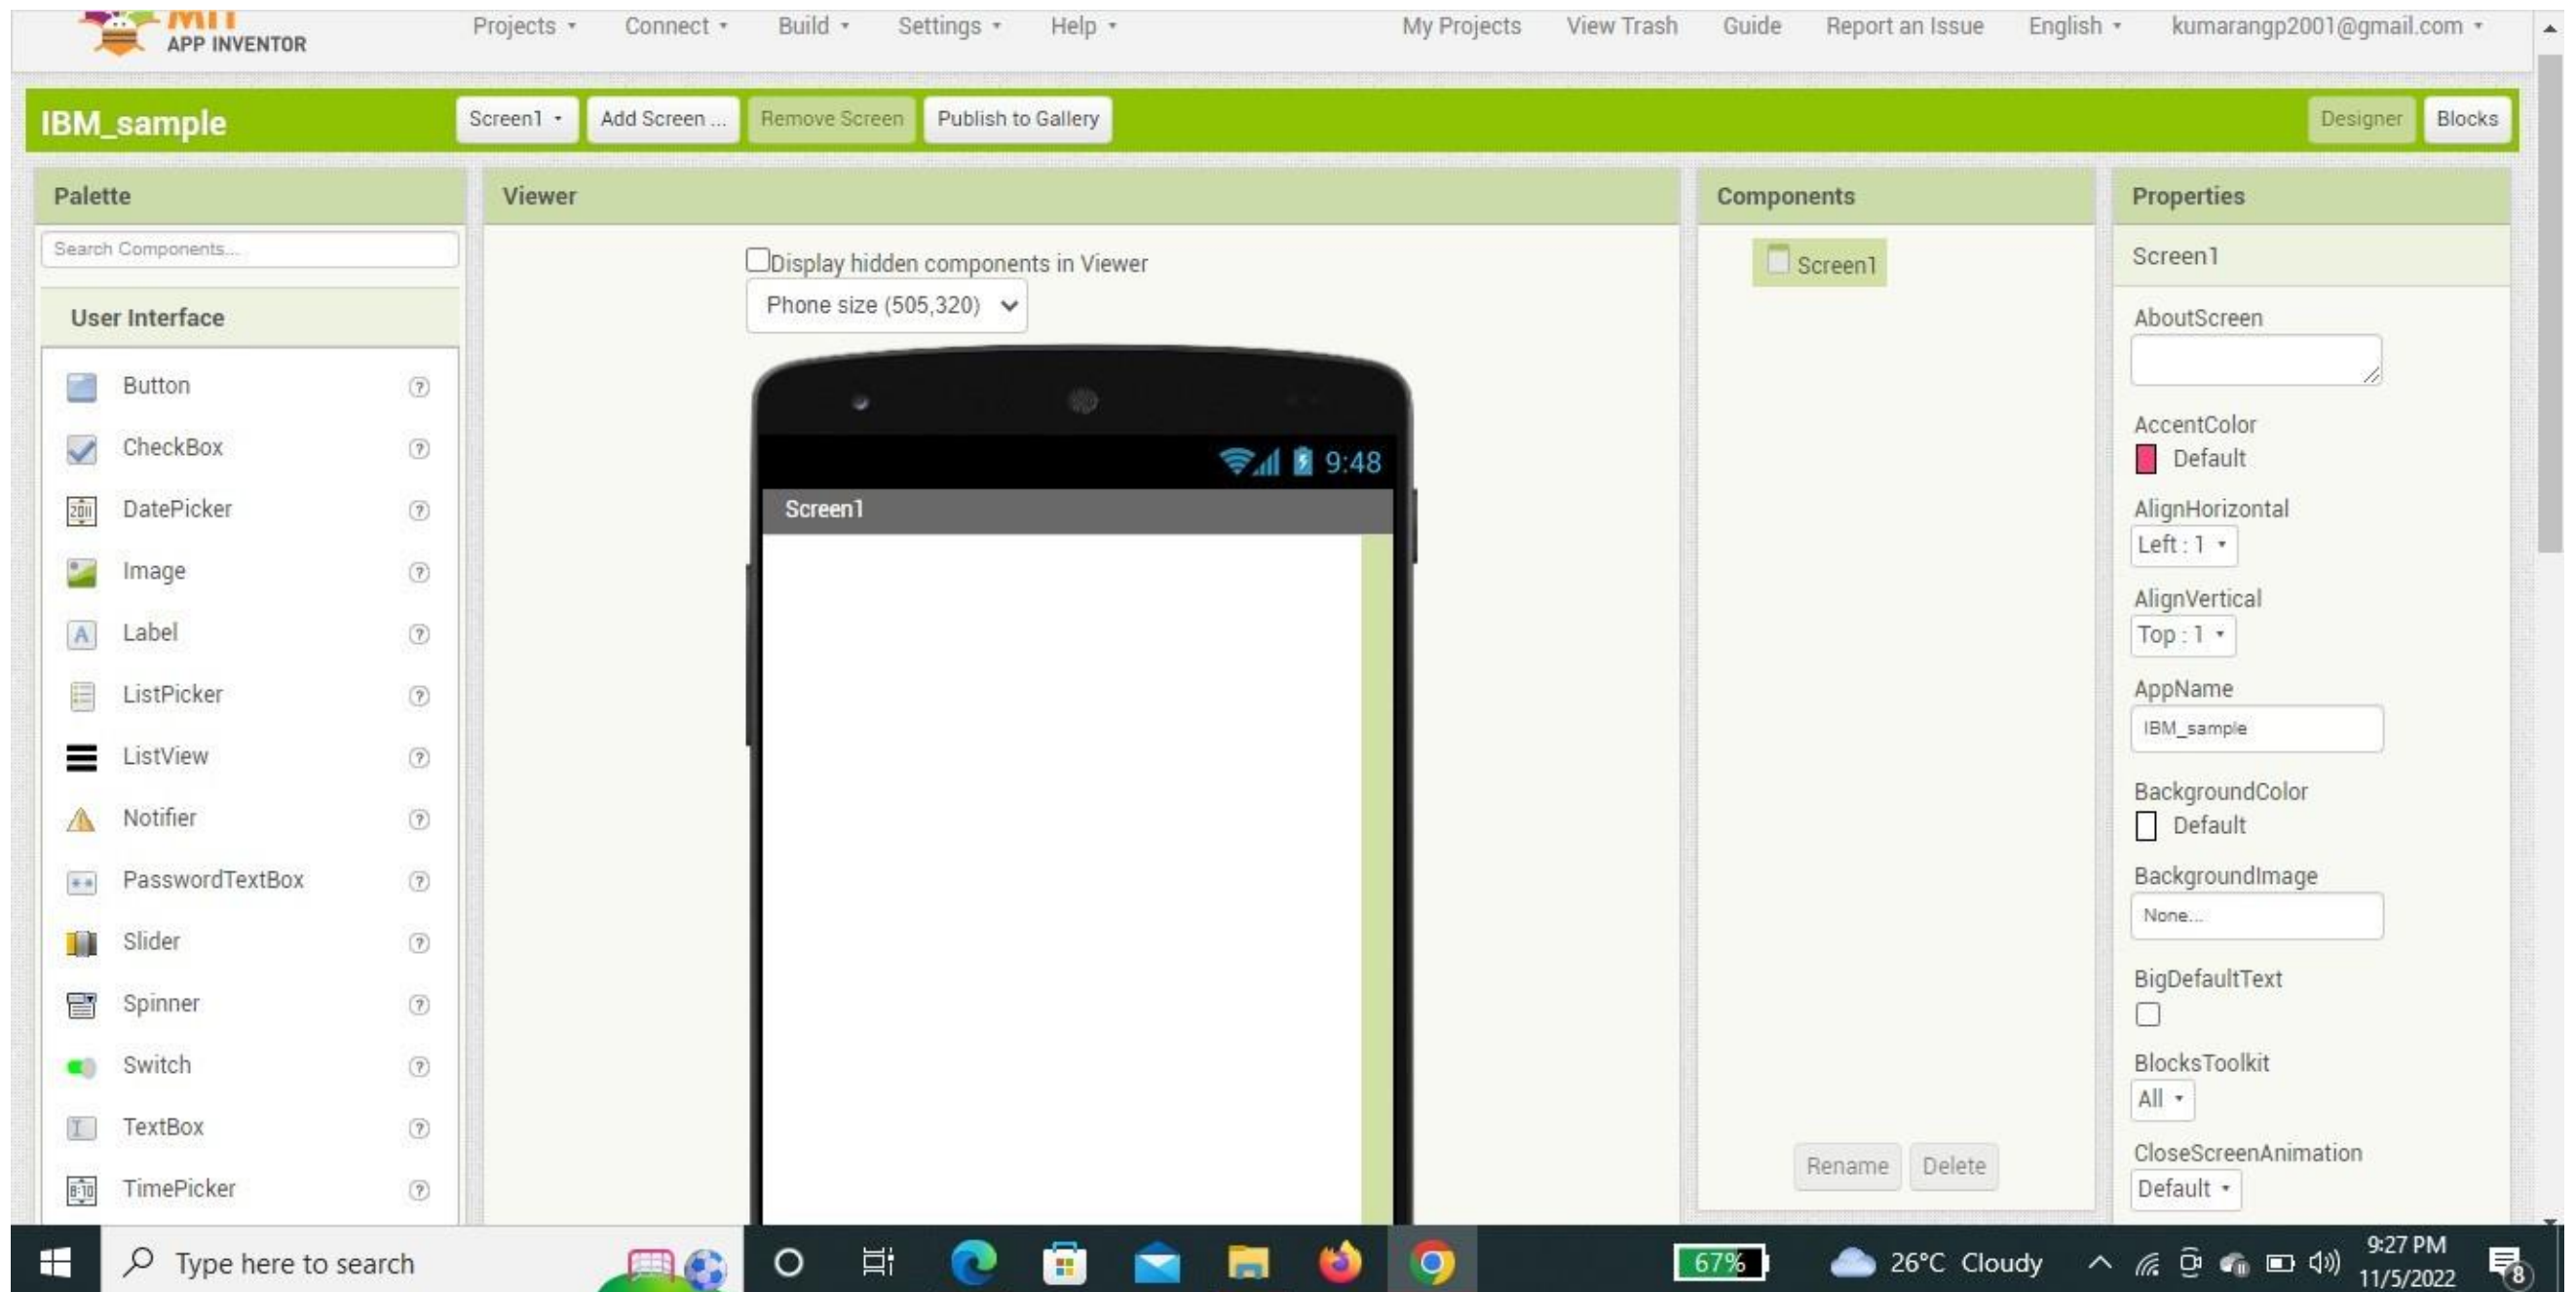 MIT
APP INVENTOR
Projects Connect Build Settings Help My Projects View Trash Guide Report an Issue English kumarangp2001@gmail.com
IBM_sample Screen1 Add Screen ... Remove Screen Publish to Gallery Designer Blocks
Palette
Search Components...
User Interface
Button ?
CheckBox ?
2011 DatePicker ?
Image ?
A Label ?
ListPicker ?
ListView ?
Notifier ?
PasswordTextBox ?
Slider ?
Spinner ?
Switch ?
TextBox ?
8:10 TimePicker ?
Viewer
Display hidden components in Viewer
Phone size (505,320)
9:48
Screen1
Components
Screen1
Rename Delete
Properties
Screen1
AboutScreen
AccentColor
Default
AlignHorizontal
Left : 1
AlignVertical
Top : 1
AppName
IBM_sample
BackgroundColor
Default
BackgroundImage
None...
BigDefaultText
BlocksToolkit
All
CloseScreenAnimation
Default
Type here to search
67%
26°C Cloudy
9:27 PM
11/5/2022
8